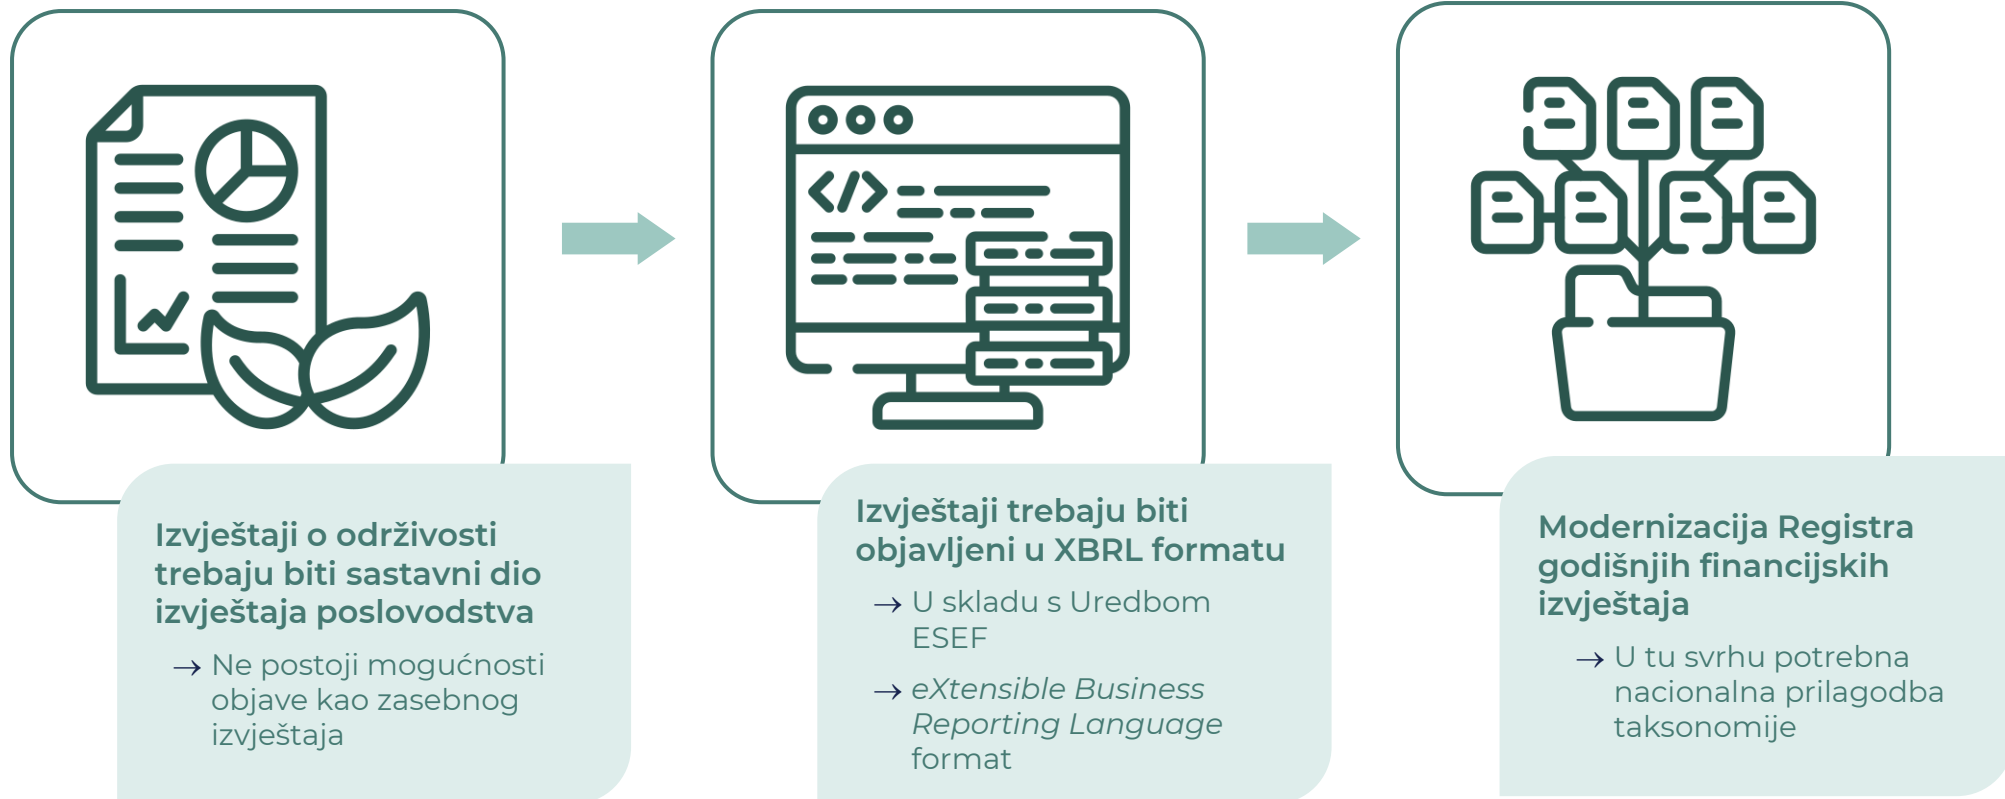 Izvještaji o održivosti
trebaju biti sastavni dio
izvještaja poslovodstva
→ Ne postoji mogućnosti
objave kao zasebnog
izvještaja
Izvještaji trebaju biti
objavljeni u XBRL formatu
→ U skladu s Uredbom
ESEF
→ eXtensible Business
Reporting Language
format
Modernizacija Registra
godišnjih financijskih
izvještaja
→ U tu svrhu potrebna
nacionalna prilagodba
taksonomije